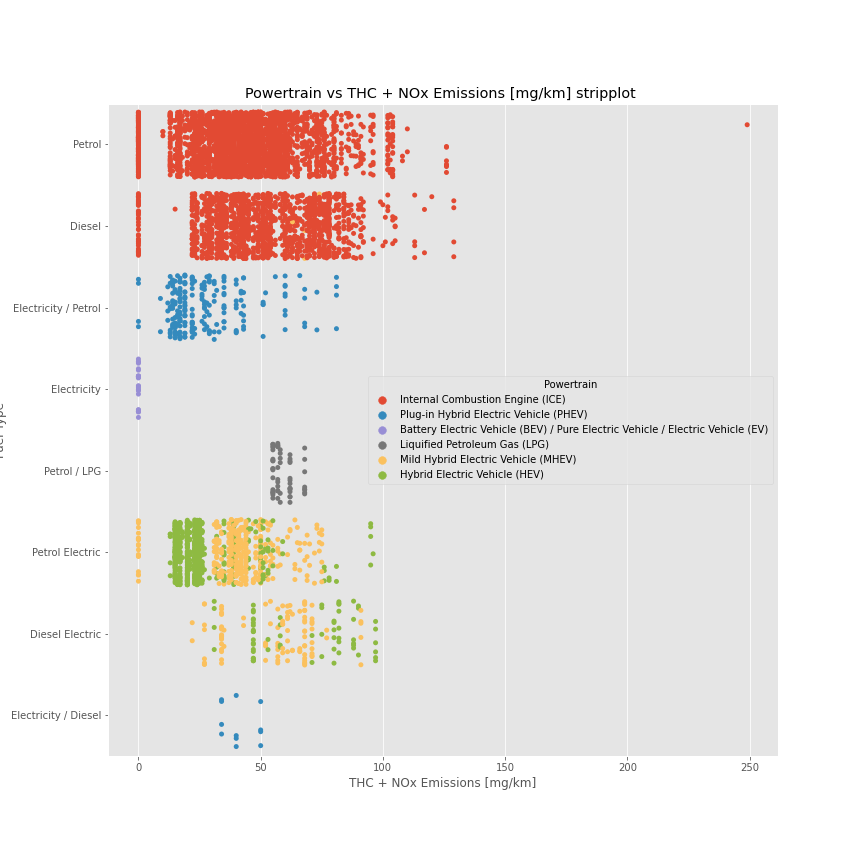 Powertrain vs THC + NOx Emissions [mg/km] stripplot
Petrol
Diesel
Electricity / Petrol
Electricity
Petrol / LPG
Petrol Electric
Diesel Electric
Electricity / Diesel
Powertrain
Internal Combustion Engine (ICE)
Plug-in Hybrid Electric Vehicle (PHEV)
Battery Electric Vehicle (BEV) / Pure Electric Vehicle / Electric Vehicle (EV)
Liquified Petroleum Gas (LPG)
Mild Hybrid Electric Vehicle (MHEV)
Hybrid Electric Vehicle (HEV)
0 50 100 150 200 250
THC + NOx Emissions [mg/km]